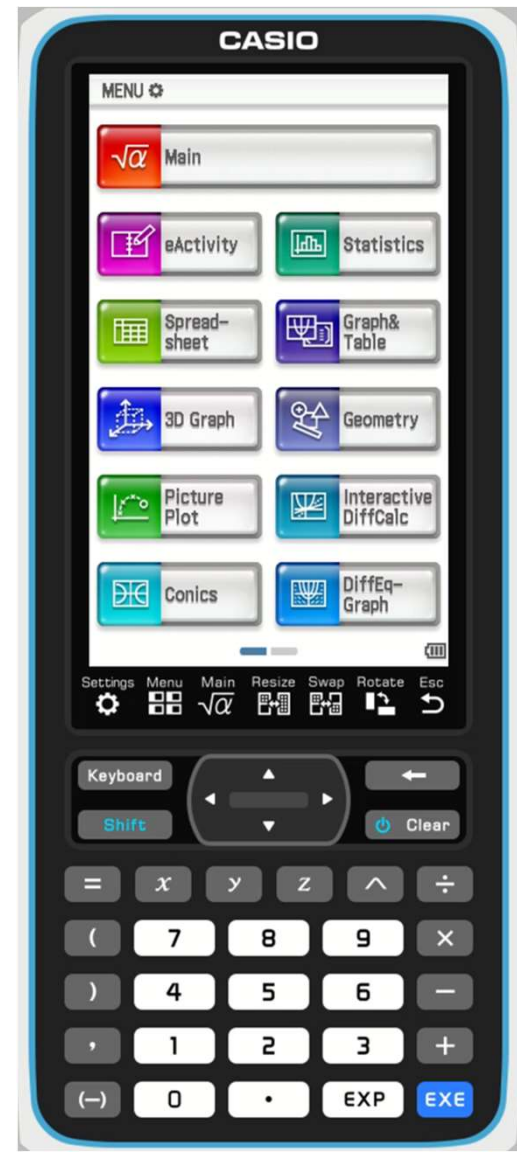 CASIO
MENU
√α Main
eActivity
Statistics
Spread-
sheet
Graph&
Table
3D Graph
Geometry
Picture
Plot
Interactive
DiffCalc
Conics
DiffEq-
Graph
Settings Menu Main Resize Swap Rotate Esc
√α
Keyboard
Shift
Clear
= x y z ^ ÷
( 7 8 9 ×
) 4 5 6 −
, 1 2 3 +
(−) 0 . EXP EXE